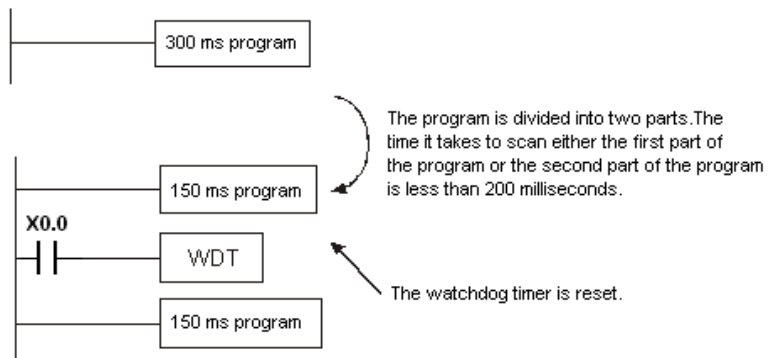 300 ms program
The program is divided into two parts.The
time it takes to scan either the first part of
the program or the second part of the program
is less than 200 milliseconds.
150 ms program
X0.0
WDT
The watchdog timer is reset.
150 ms program